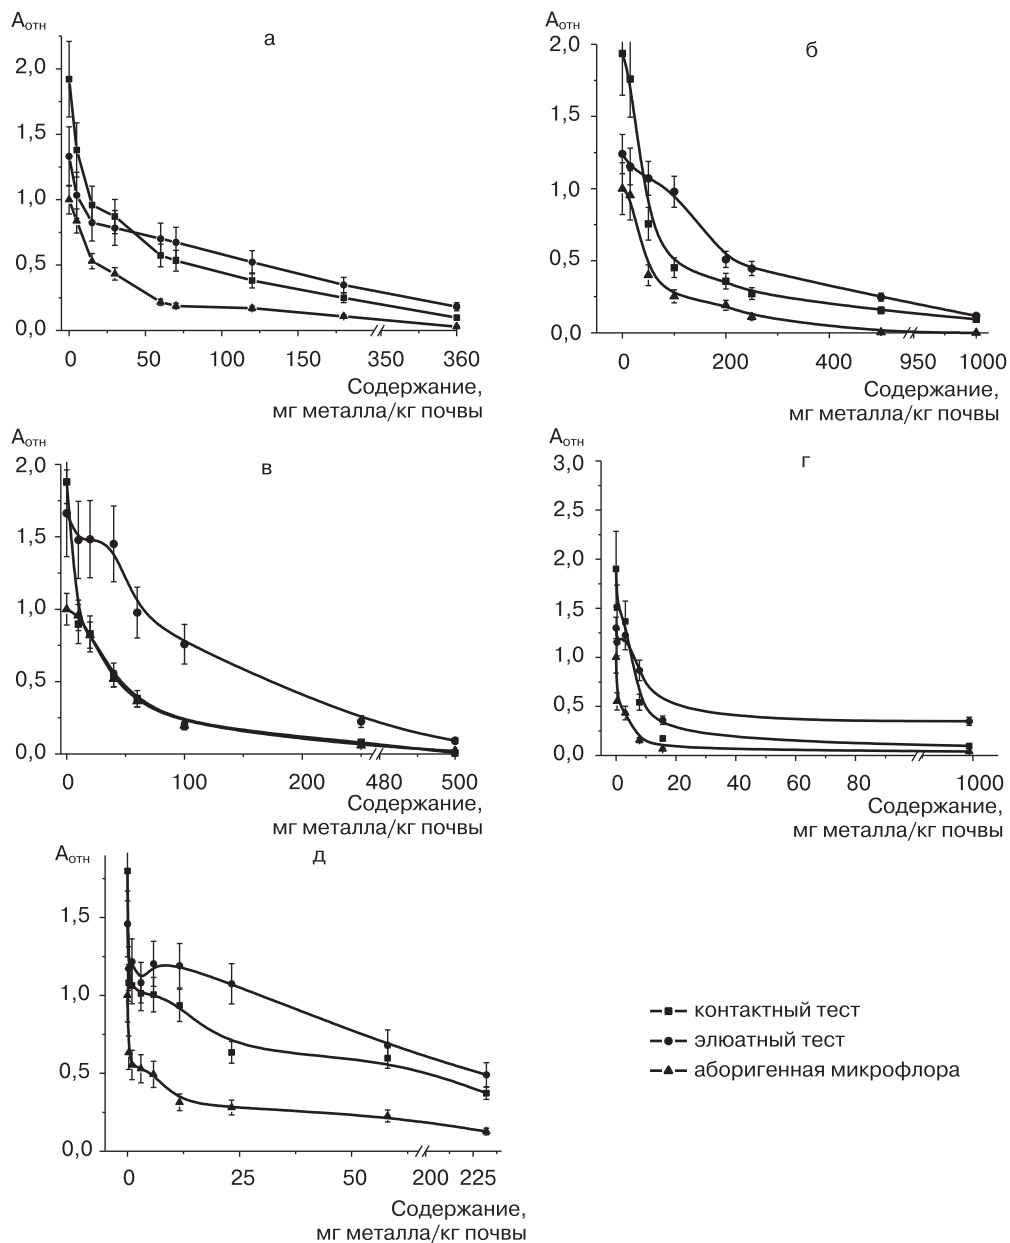 Aотн
а
2,0
1,5
1,0
0,5
0,0
0 50 100 150 350 360
Содержание,
мг металла/кг почвы
Aотн
б
2,0
1,5
1,0
0,5
0,0
0 200 400 950 1000
Содержание,
мг металла/кг почвы
Aотн
в
2,0
1,5
1,0
0,5
0,0
0 100 200 480 500
Содержание,
мг металла/кг почвы
Aотн
г
3,0
2,5
2,0
1,5
1,0
0,5
0,0
0 20 40 60 80 1000
Содержание,
мг металла/кг почвы
Aотн
д
1,5
1,0
0,5
0,0
0 25 50 200 225
Содержание,
мг металла/кг почвы
контактный тест
элюатный тест
аборигенная микрофлора